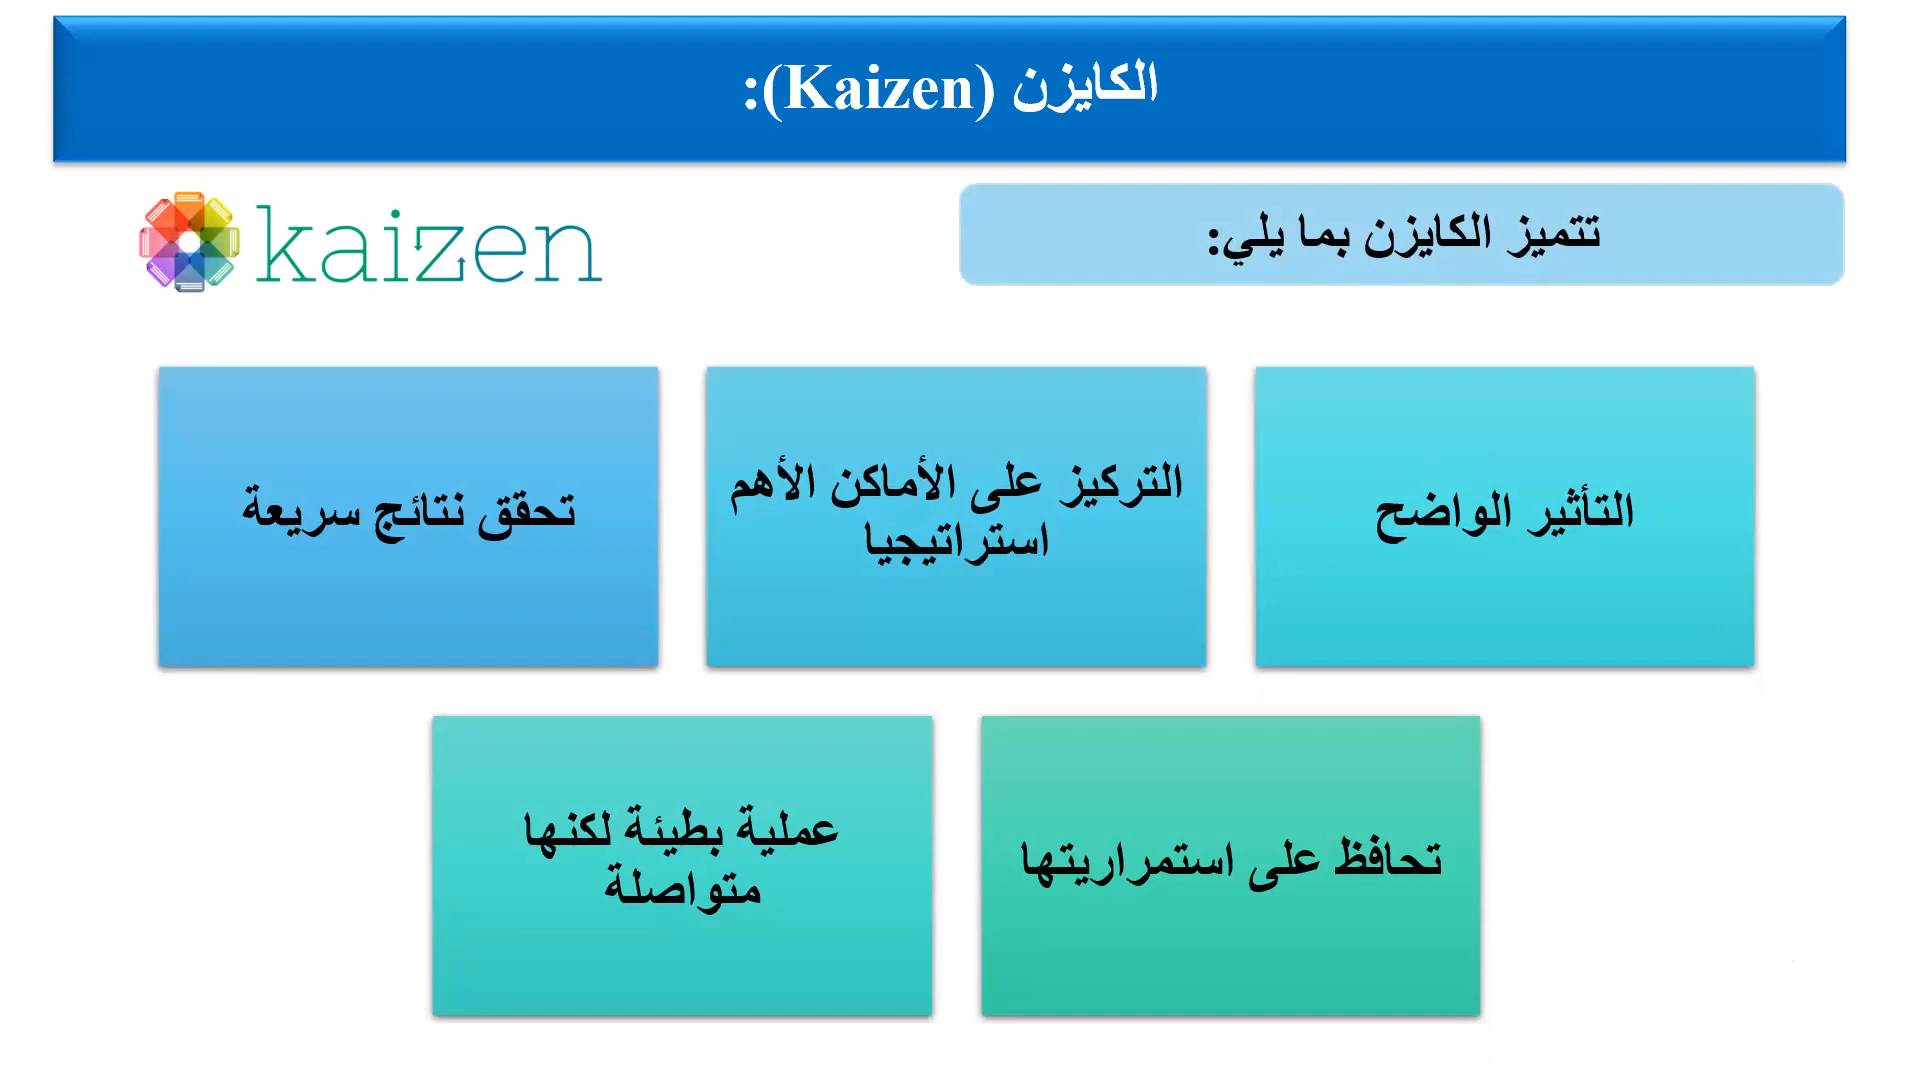 الكايزن (Kaizen):
تتميز الكايزن بما يلي:
kaizen
التأثير الواضح
التركيز على الأماكن الأهم
استراتيجيا
تحقق نتائج سريعة
تحافظ على استمراريتها
عملية بطيئة لكنها
متواصلة